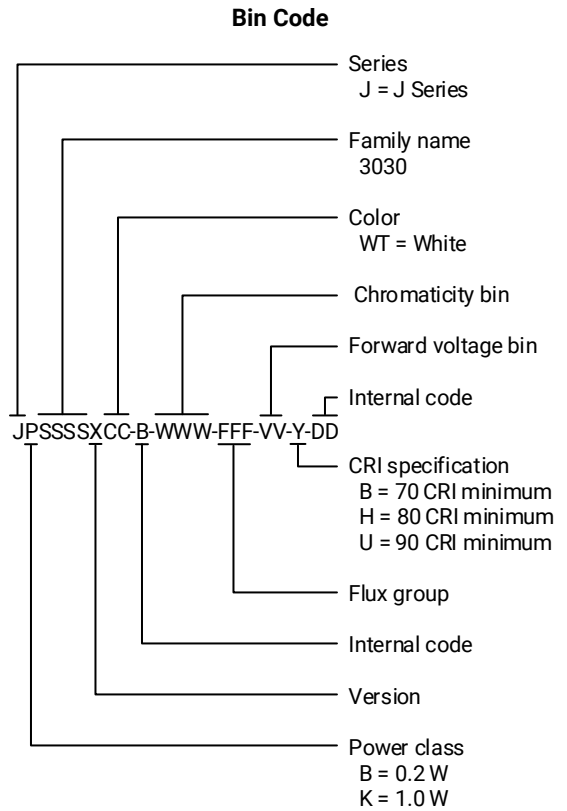 Bin Code
Series
J = J Series
Family name
3030
Color
WT = White
Chromaticity bin
Forward voltage bin
Internal code
JPSSSSXCC-B-WWW-FFF-VV-Y-DD
CRI specification
B = 70 CRI minimum
H = 80 CRI minimum
U = 90 CRI minimum
Flux group
Internal code
Version
Power class
B = 0.2 W
K = 1.0 W